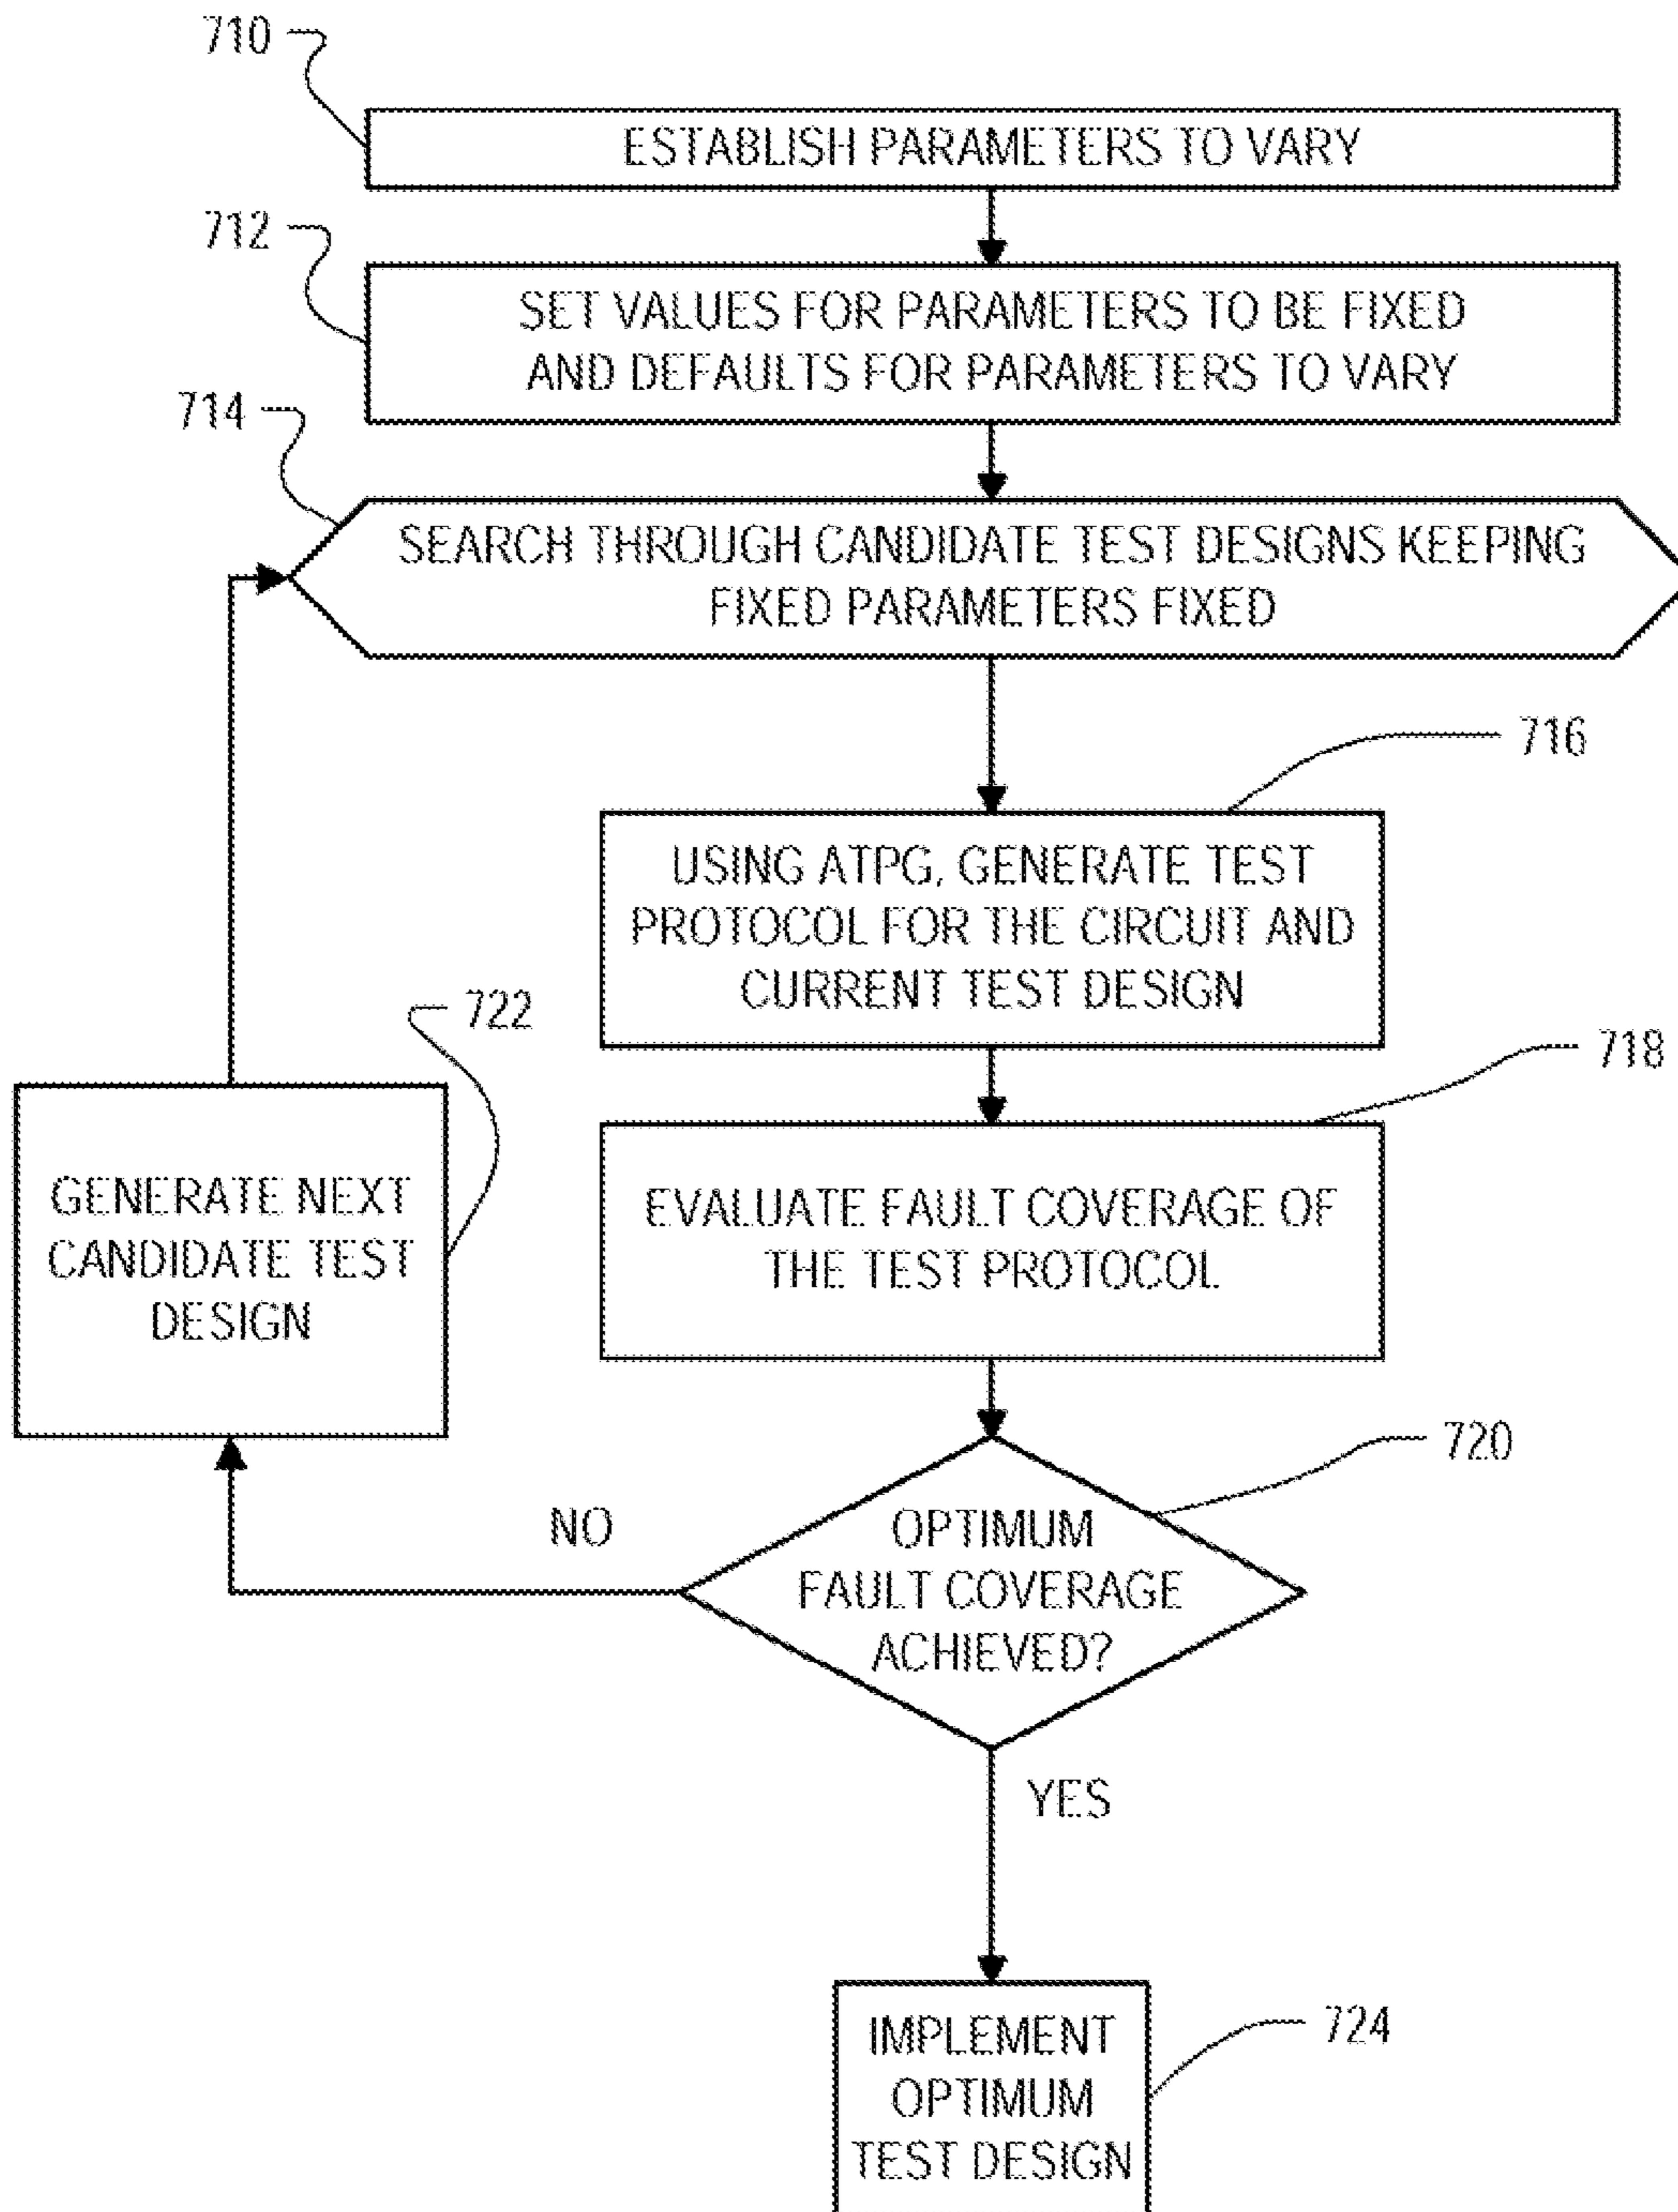 710
ESTABLISH PARAMETERS TO VARY
712
SET VALUES FOR PARAMETERS TO BE FIXED
AND DEFAULTS FOR PARAMETERS TO VARY
714
SEARCH THROUGH CANDIDATE TEST DESIGNS KEEPING
FIXED PARAMETERS FIXED
716
USING ATPG, GENERATE TEST
PROTOCOL FOR THE CIRCUIT AND
CURRENT TEST DESIGN
722
718
GENERATE NEXT
CANDIDATE TEST
DESIGN
EVALUATE FAULT COVERAGE OF
THE TEST PROTOCOL
720
NO
OPTIMUM
FAULT COVERAGE
ACHIEVED?
YES
724
IMPLEMENT
OPTIMUM
TEST DESIGN